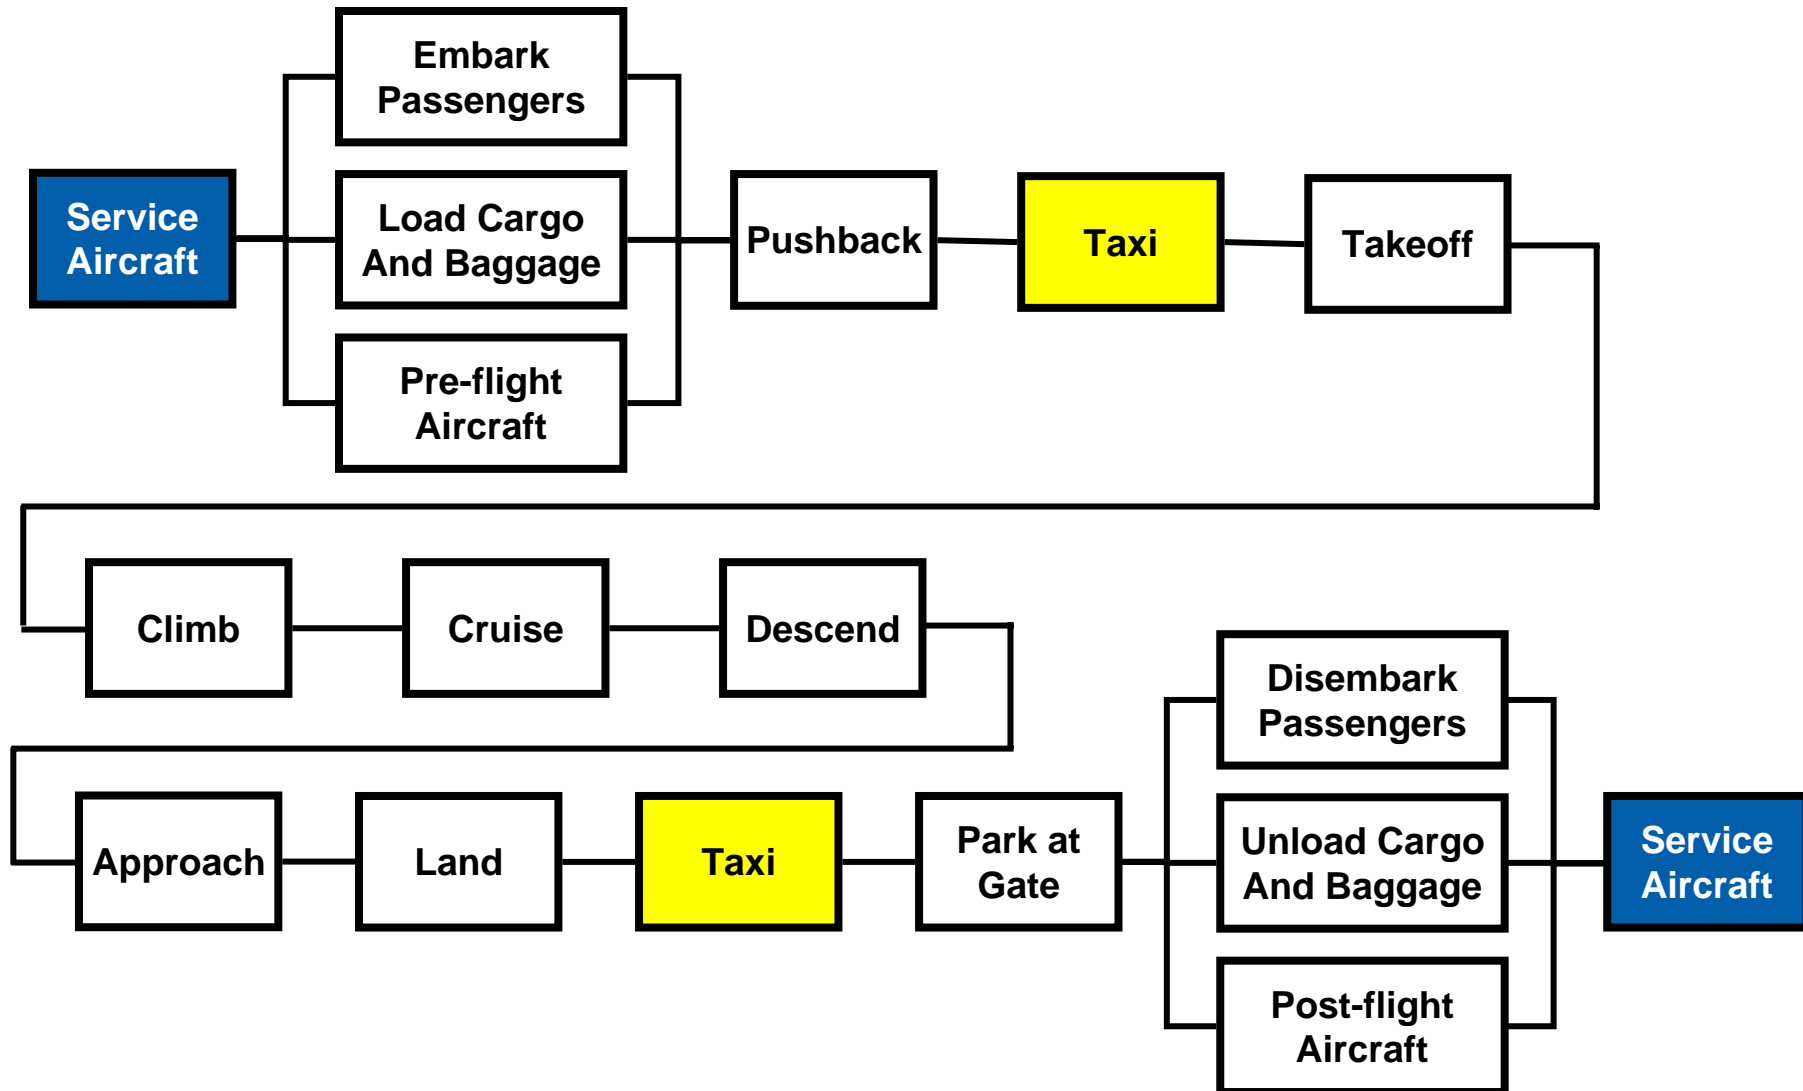 Embark
Passengers
Service
Aircraft
Load Cargo
And Baggage
Pushback
Taxi
Takeoff
Pre-flight
Aircraft
Climb
Cruise
Descend
Disembark
Passengers
Approach
Land
Taxi
Park at
Gate
Unload Cargo
And Baggage
Service
Aircraft
Post-flight
Aircraft